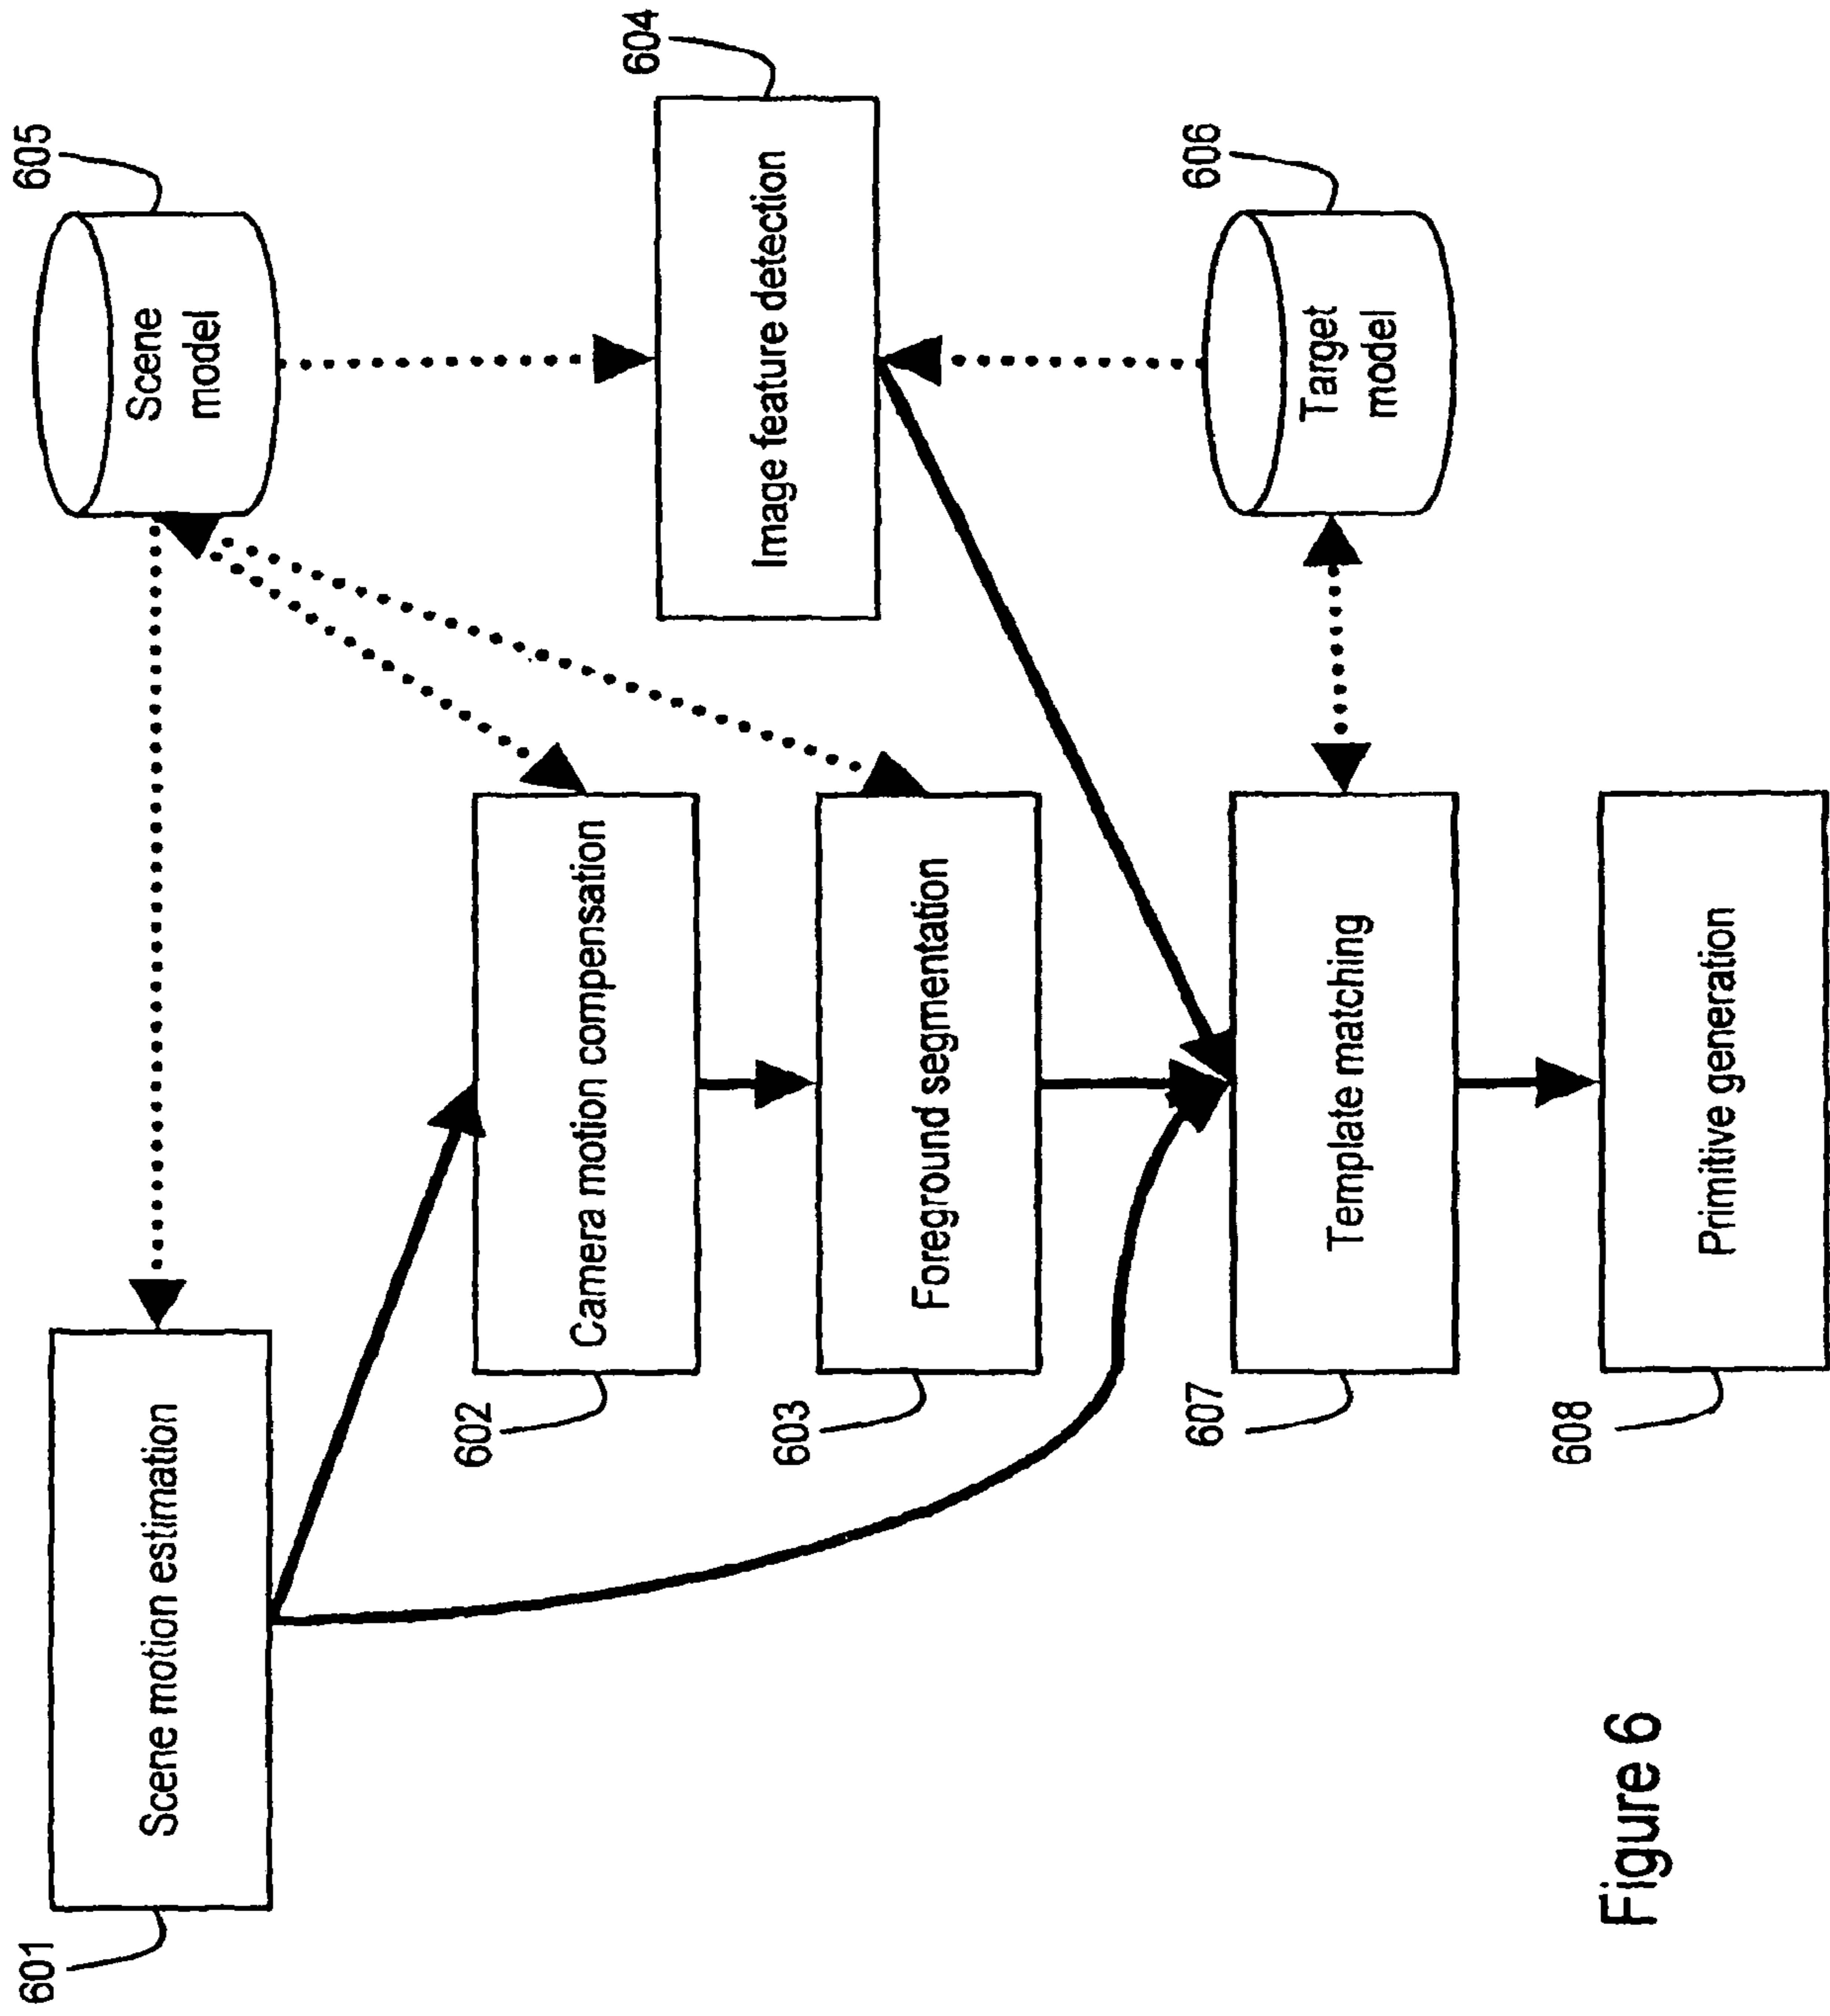 601
Scene motion estimation
605
Scene
model
602
Camera motion compensation
604
Image feature detection
603
Foreground segmentation
607
Template matching
606
Target
model
608
Primitive generation
Figure 6